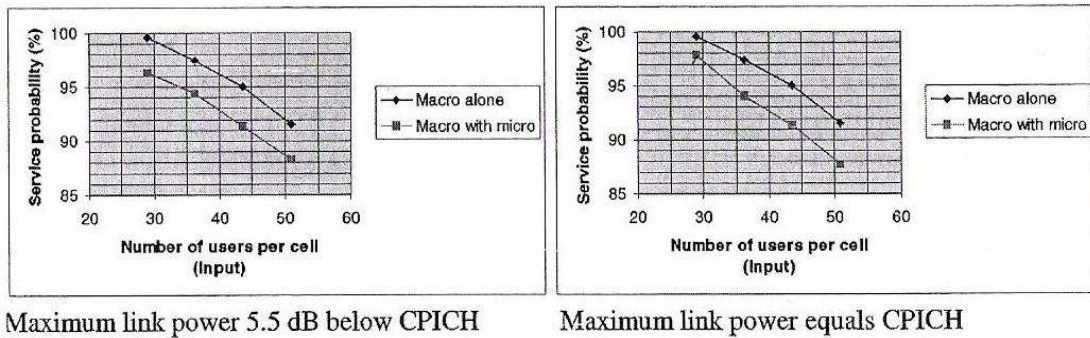 Service probability (%)
100
95
90
85
20 30 40 50 60
Number of users per cell
(Input)
Macro alone
Macro with micro
Maximum link power 5.5 dB below CPICH
Service probability (%)
100
95
90
85
20 30 40 50 60
Number of users per cell
(Input)
Macro alone
Macro with micro
Maximum link power equals CPICH